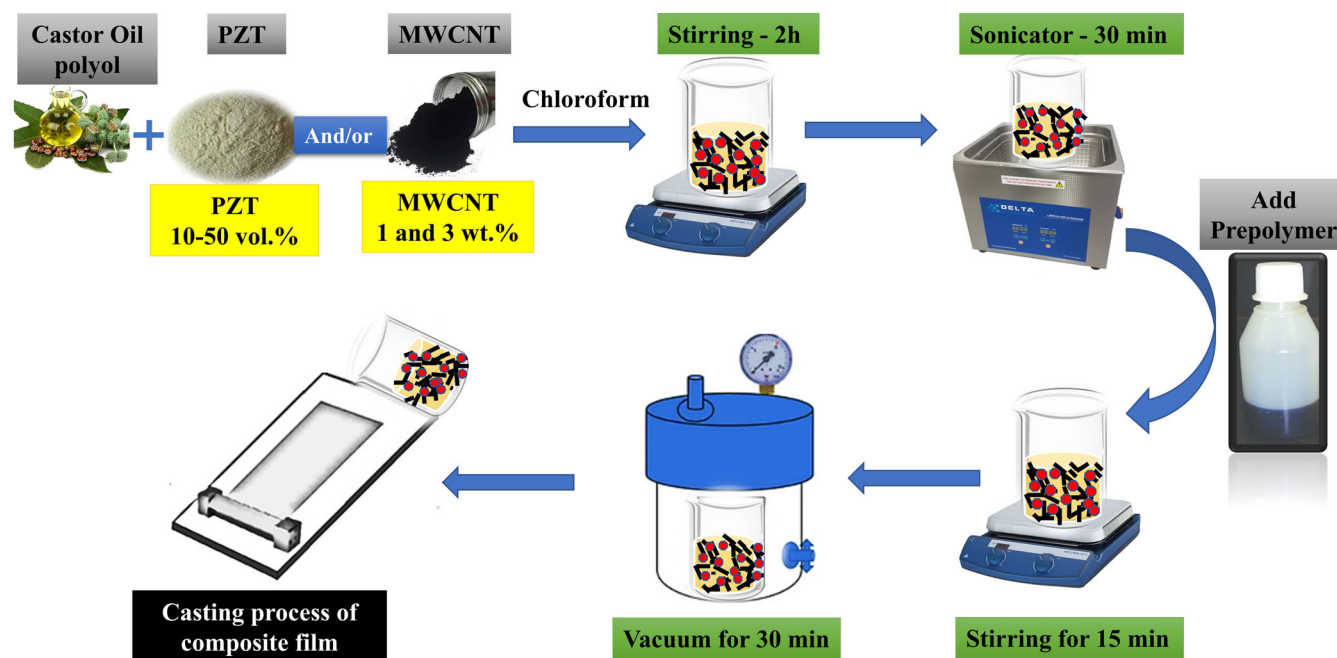 Castor Oil
polyol
PZT
MWCNT
And/or
PZT
10-50 vol.%
MWCNT
1 and 3 wt.%
Chloroform
Stirring - 2h
Sonicator - 30 min
DELTA
Add
Prepolymer
Stirring for 15 min
Vacuum for 30 min
Casting process of
composite film